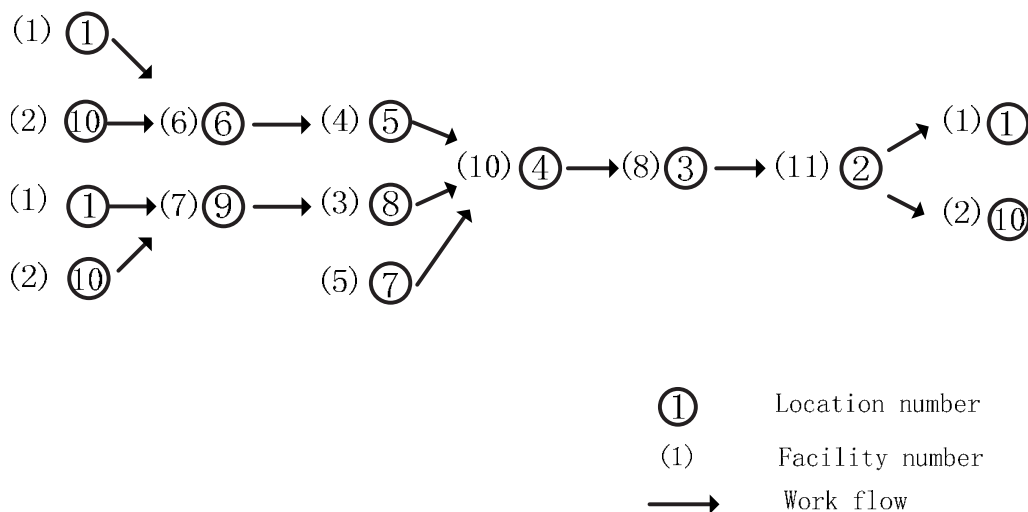 (1) ①
(2) ⑩ (6) ⑥ (4) ⑤ (1) ①
(10) ④ (8) ③ (11) ②
(1) ① (7) ⑨ (3) ⑧ (2) ⑩
(2) ⑩ (5) ⑦
① Location number
(1) Facility number
Work flow